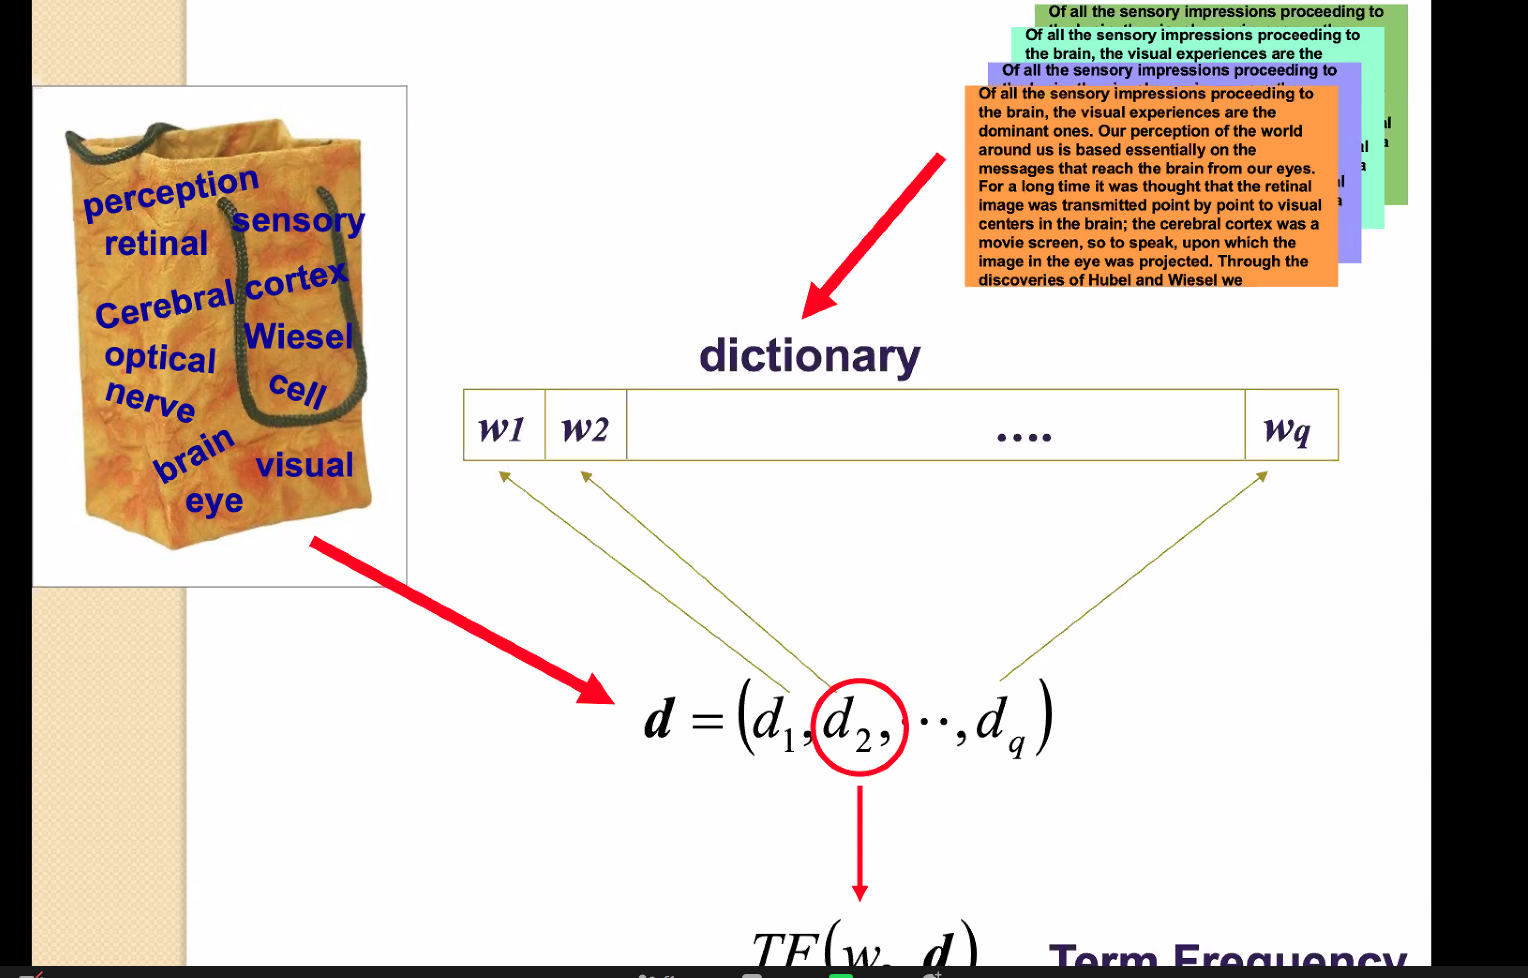 Of all the sensory impressions proceeding to
Of all the sensory impressions proceeding to
the brain, the visual experiences are the
Of all the sensory impressions proceeding to
Of all the sensory impressions proceeding to
the brain, the visual experiences are the
dominant ones. Our perception of the world
around us is based essentially on the
messages that reach the brain from our eyes.
For a long time it was thought that the retinal
image was transmitted point by point to visual
centers in the brain; the cerebral cortex was a
movie screen, so to speak, upon which the
image in the eye was projected. Through the
discoveries of Hubel and Wiesel we
perception
sensory
retinal
Cerebral cortex
Wiesel
optical
cell
nerve
brain
visual
eye
dictionary
w1 w2 .... wq
d = (d₁, d₂, ⋯, d_q)
TF(w₂, d) Term Frequency